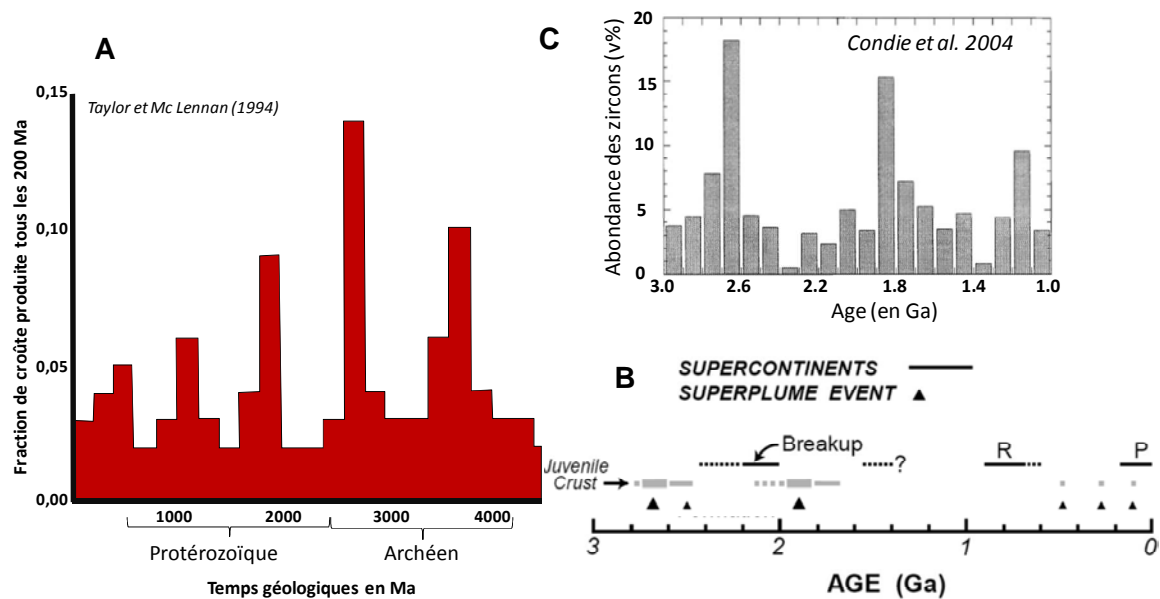 A
Taylor et Mc Lennan (1994)
Fraction de croûte produite tous les 200 Ma
0,15
0,10
0,05
0,00
1000
2000
3000
4000
Protérozoïque
Archéen
Temps géologiques en Ma
C
Condie et al. 2004
Abondance des zircons (v%)
20
15
10
5
0
3.0
2.6
2.2
1.8
1.4
1.0
Age (en Ga)
B
SUPERCONTINENTS
SUPERPLUME EVENT
Breakup
?
R
P
Juvenile
Crust
3
2
1
0
AGE (Ga)